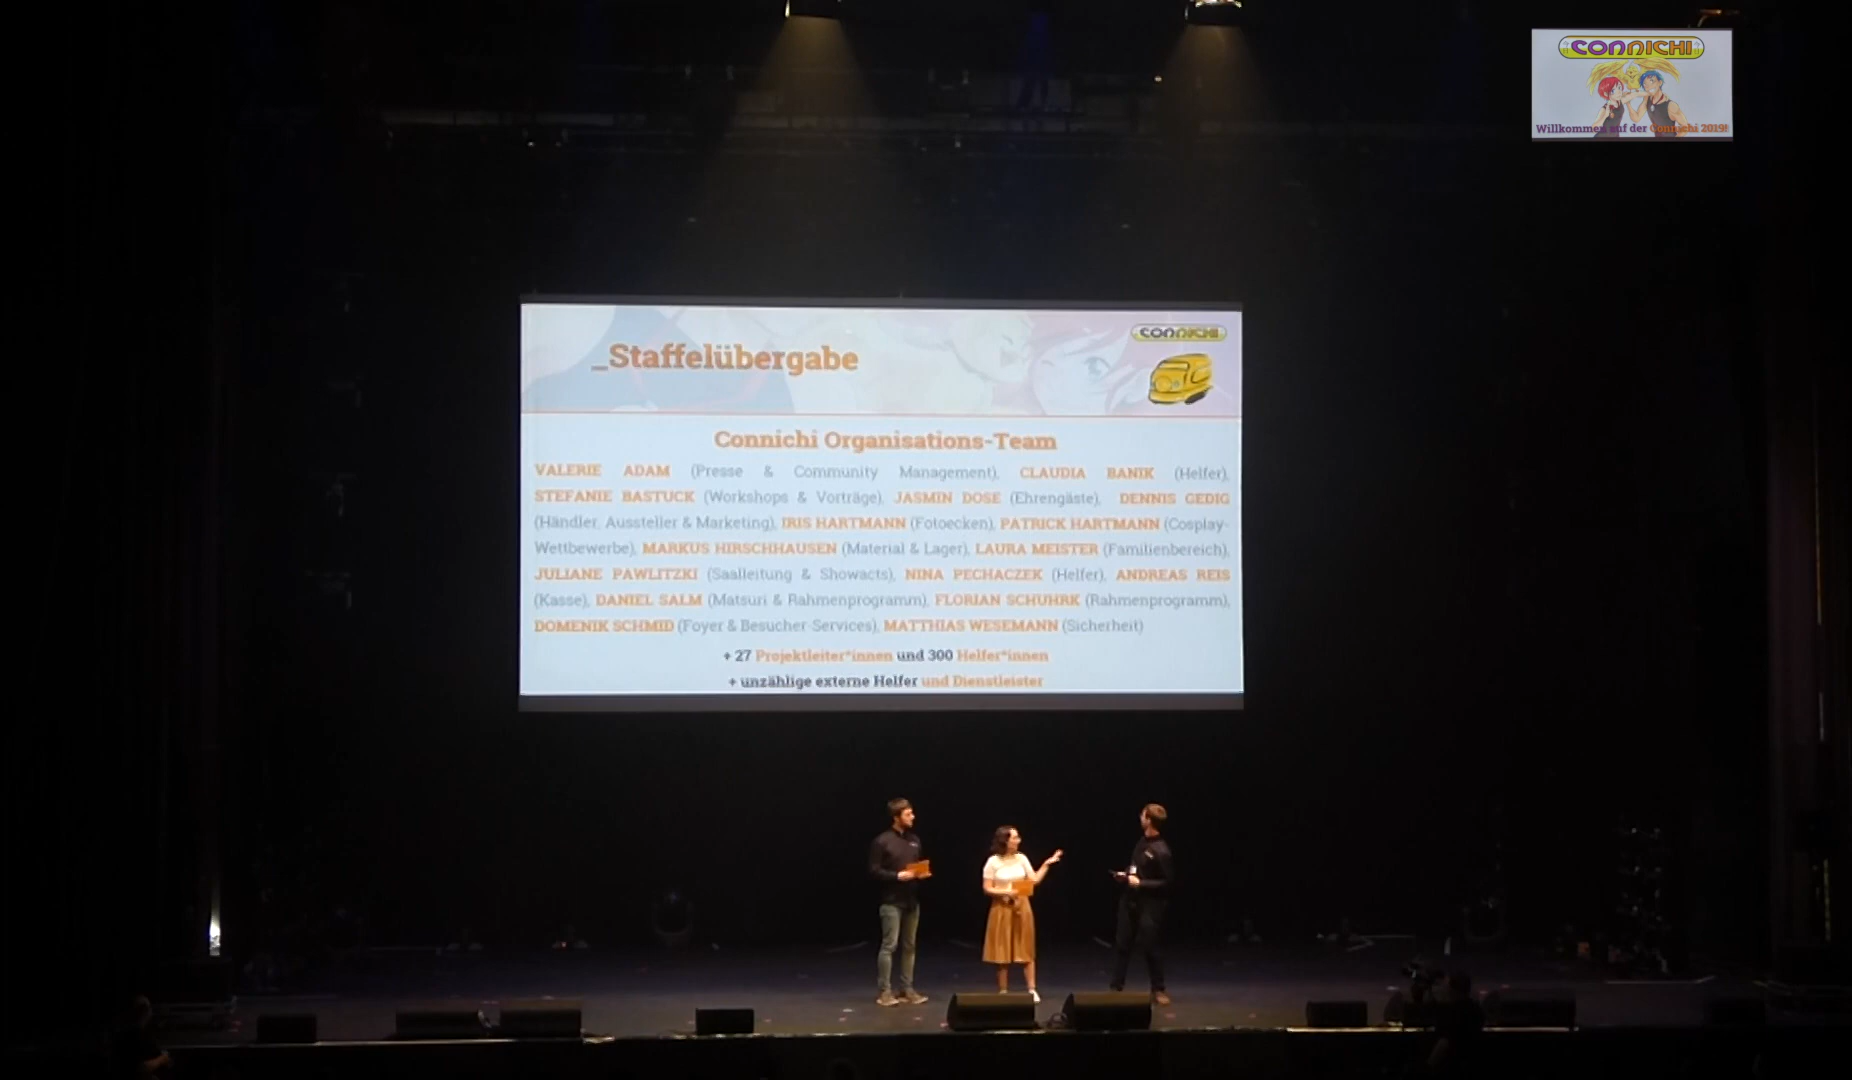 CONNICHI
Willkommen auf der Connichi 2019!
CONNICHI
_Staffelübergabe
Connichi Organisations-Team
VALERIE ADAM (Presse & Community Management), CLAUDIA BANIK (Helfer),
STEFANIE BASTUCK (Workshops & Vorträge), JASMIN DOSE (Ehrengäste), DENNIS GEDIG
(Händler, Aussteller & Marketing), IRIS HARTMANN (Fotoecken), PATRICK HARTMANN (Cosplay-
Wettbewerbe), MARKUS HIRSCHHAUSEN (Material & Lager), LAURA MEISTER (Familienbereich),
JULIANE PAWLITZKI (Saalleitung & Showacts), NINA PECHACZEK (Helfer), ANDREAS REIS
(Kasse), DANIEL SALM (Matsuri & Rahmenprogramm), FLORIAN SCHUHRK (Rahmenprogramm),
DOMENIK SCHMID (Foyer & Besucher-Services), MATTHIAS WESEMANN (Sicherheit)
+ 27 Projektleiter*innen und 300 Helfer*innen
+ unzählige externe Helfer und Dienstleister